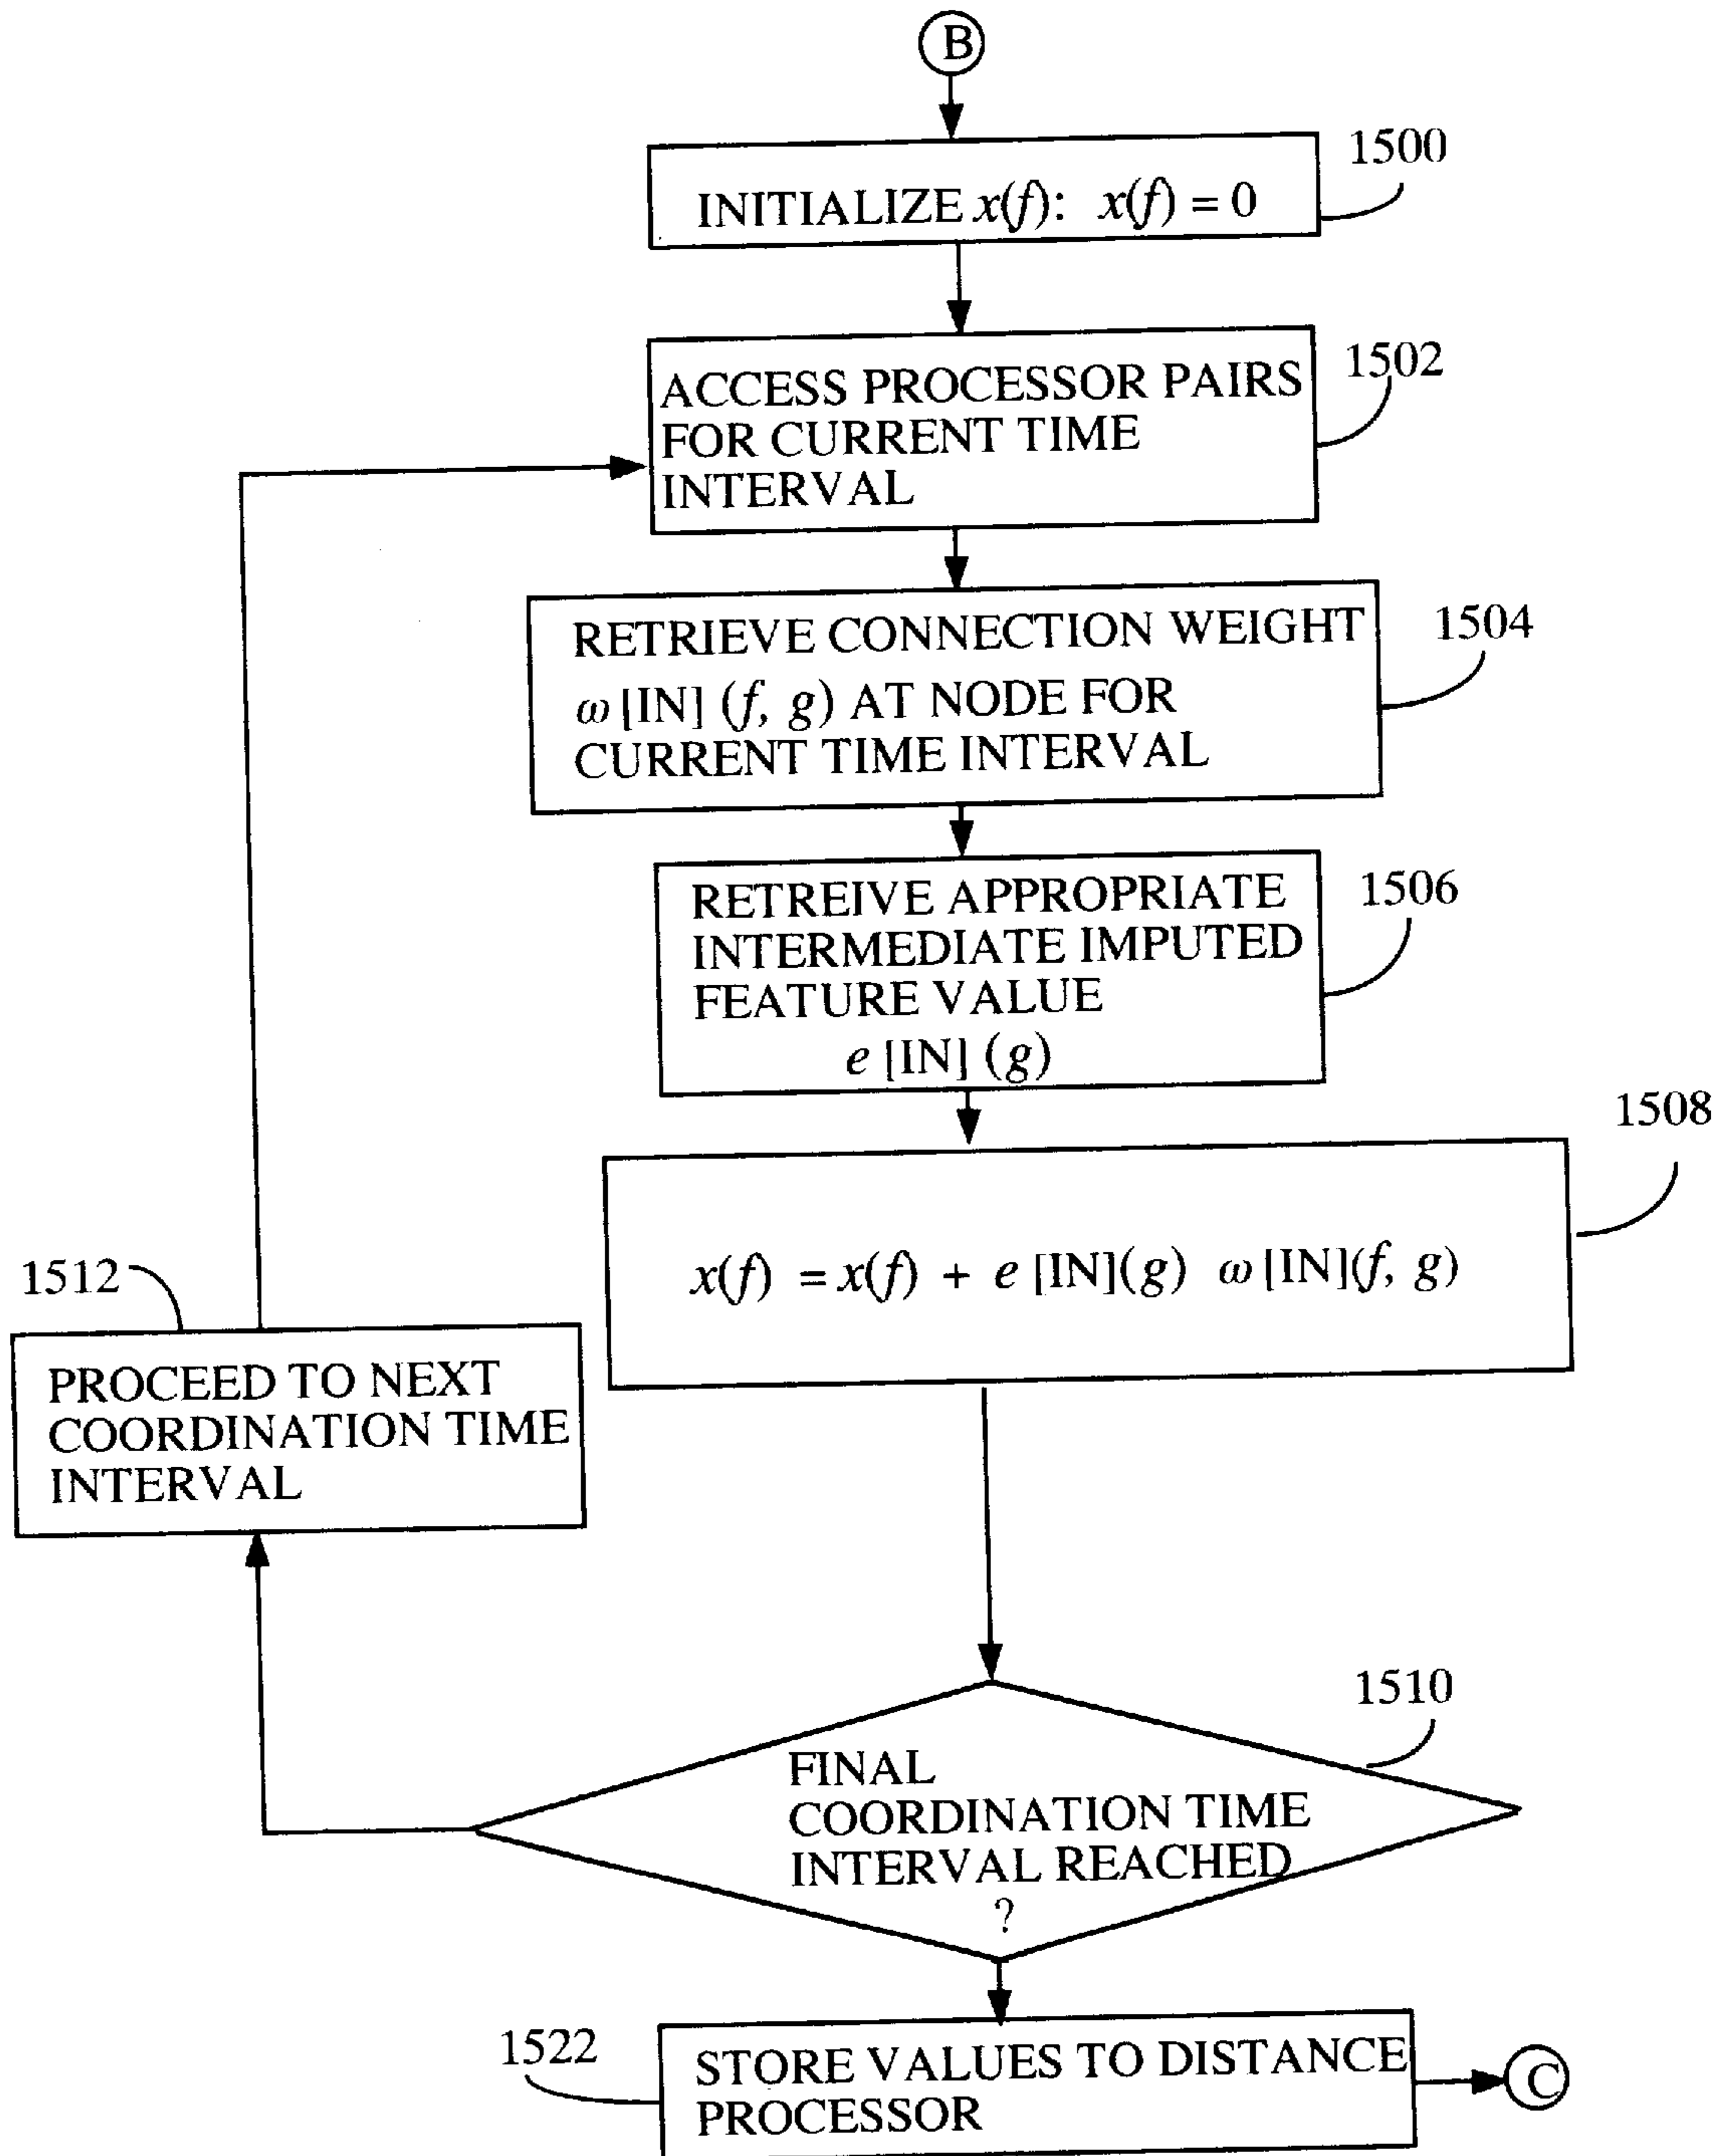 B
1500
INITIALIZE x(f): x(f) = 0
1502
ACCESS PROCESSOR PAIRS
FOR CURRENT TIME
INTERVAL
1504
RETRIEVE CONNECTION WEIGHT
ω [IN] (f, g) AT NODE FOR
CURRENT TIME INTERVAL
1506
RETREIVE APPROPRIATE
INTERMEDIATE IMPUTED
FEATURE VALUE
e [IN] (g)
1508
x(f) = x(f) + e [IN](g) ω [IN](f, g)
1512
PROCEED TO NEXT
COORDINATION TIME
INTERVAL
1510
FINAL
COORDINATION TIME
INTERVAL REACHED
?
1522
STORE VALUES TO DISTANCE
PROCESSOR
C